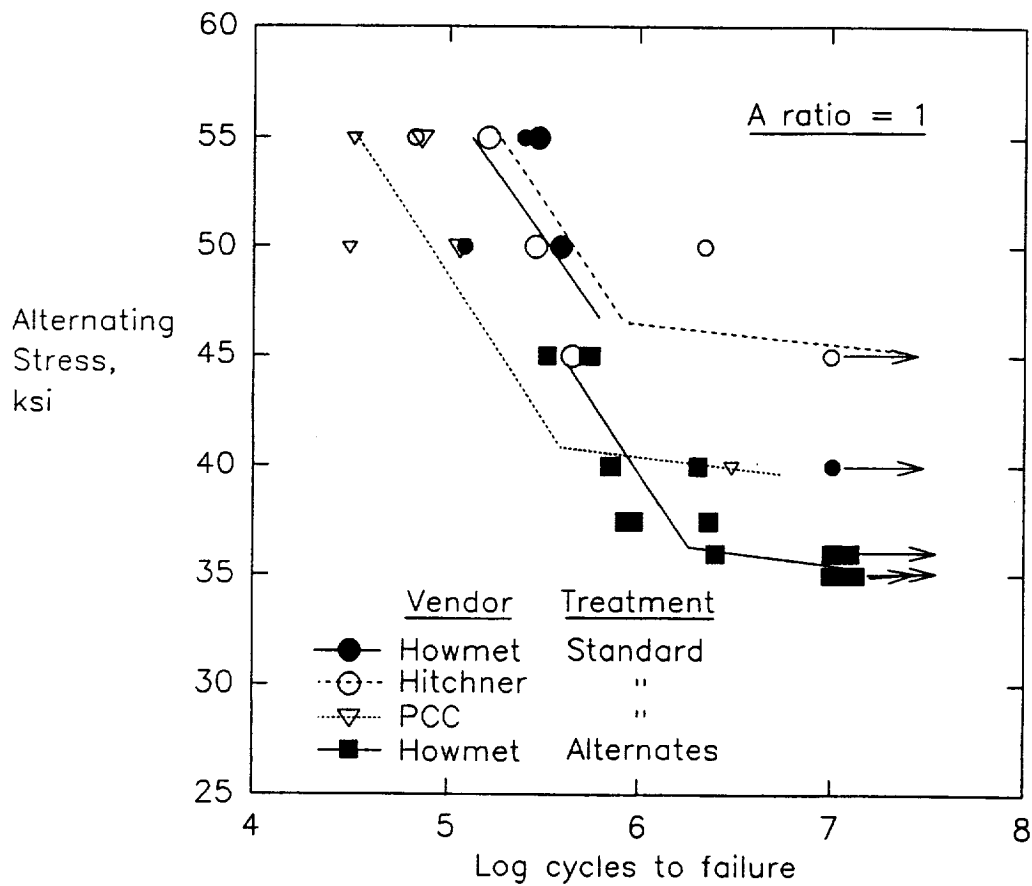 60
55
50
45
40
35
30
25
Alternating
Stress,
ksi
A ratio = 1
Vendor Treatment
Howmet Standard
Hitchner "
PCC "
Howmet Alternates
4 5 6 7 8
Log cycles to failure